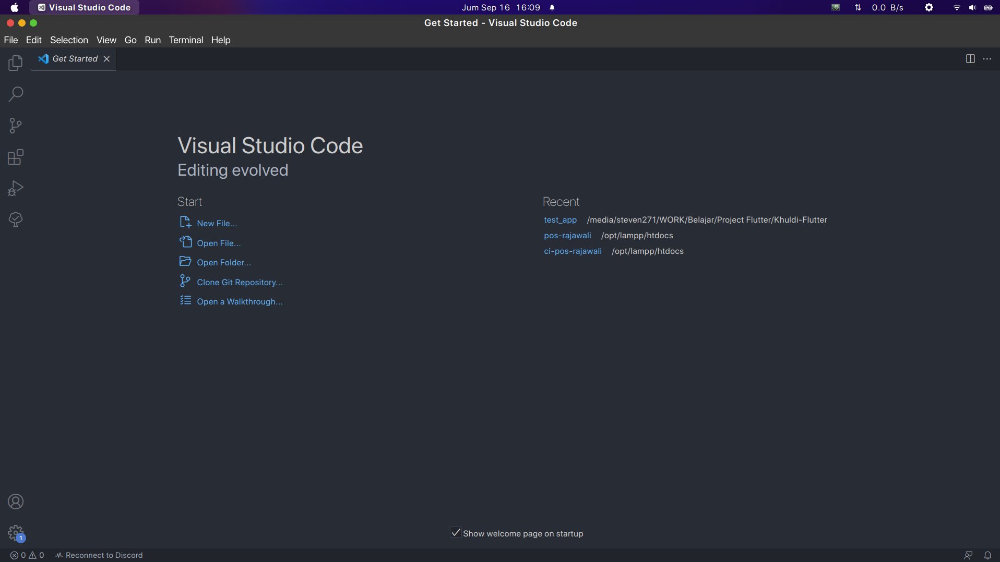 Visual Studio Code
Jum Sep 16 16:09
0.0 B/s
Get Started - Visual Studio Code
File Edit Selection View Go Run Terminal Help
Get Started
Visual Studio Code
Editing evolved
Start
New File...
Open File...
Open Folder...
Clone Git Repository...
Open a Walkthrough...
Recent
test_app /media/steven271/WORK/Belajar/Project Flutter/Khuldi-Flutter
pos-rajawali /opt/lampp/htdocs
ci-pos-rajawali /opt/lampp/htdocs
1
Show welcome page on startup
0 0 Reconnect to Discord